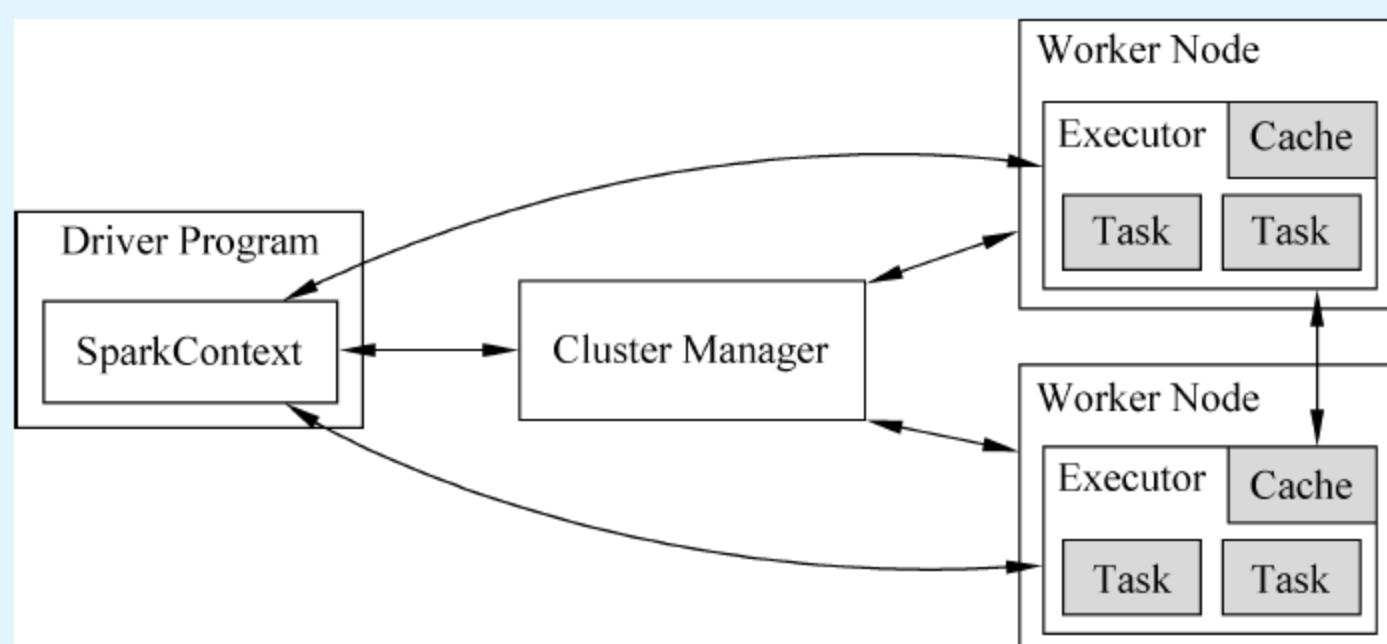 Driver Program
SparkContext
Cluster Manager
Worker Node
Executor
Cache
Task
Task
Worker Node
Executor
Cache
Task
Task